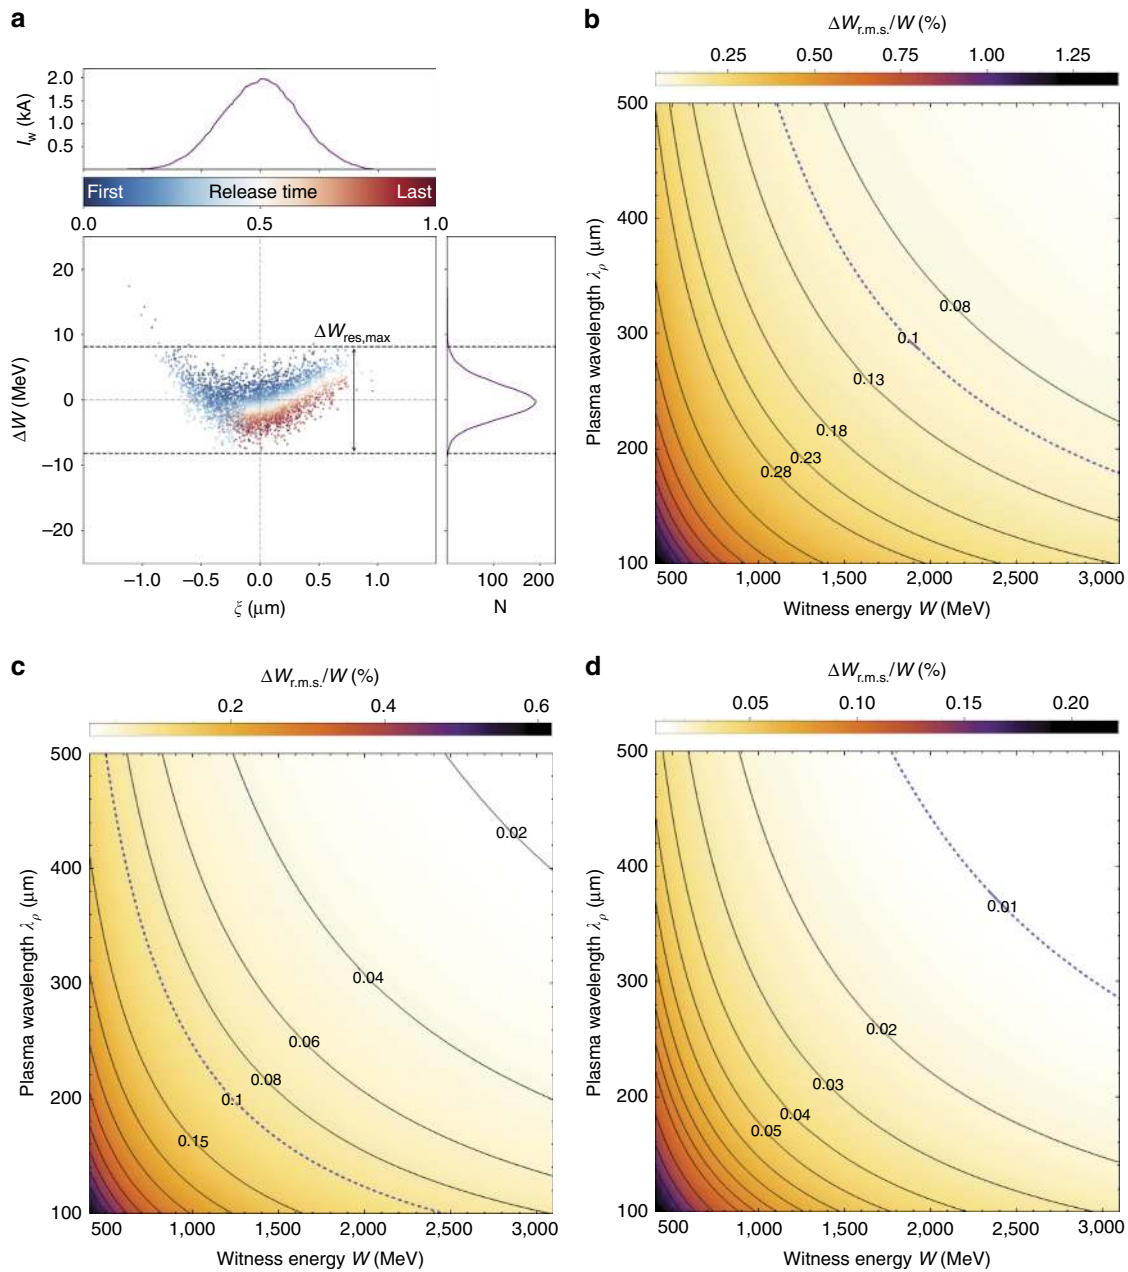 a
2.0
1.5
1.0
0.5
I_w (kA)
First Release time Last
0.0 0.5 1.0
20
10
0
−10
−20
ΔW (MeV)
ΔW_res,max
−1.0 −0.5 0.0 0.5 1.0
ξ (μm)
100 200
N
b
ΔW_r.m.s./W (%)
0.25 0.50 0.75 1.00 1.25
500
400
300
200
100
Plasma wavelength λ_ρ (μm)
0.08
0.1
0.13
0.18
0.23
0.28
500 1,000 1,500 2,000 2,500 3,000
Witness energy W (MeV)
c
ΔW_r.m.s./W (%)
0.2 0.4 0.6
500
400
300
200
100
Plasma wavelength λ_ρ (μm)
0.02
0.04
0.06
0.08
0.1
0.15
500 1,000 1,500 2,000 2,500 3,000
Witness energy W (MeV)
d
ΔW_r.m.s./W (%)
0.05 0.10 0.15 0.20
500
400
300
200
100
Plasma wavelength λ_ρ (μm)
0.01
0.02
0.03
0.04
0.05
500 1,000 1,500 2,000 2,500 3,000
Witness energy W (MeV)